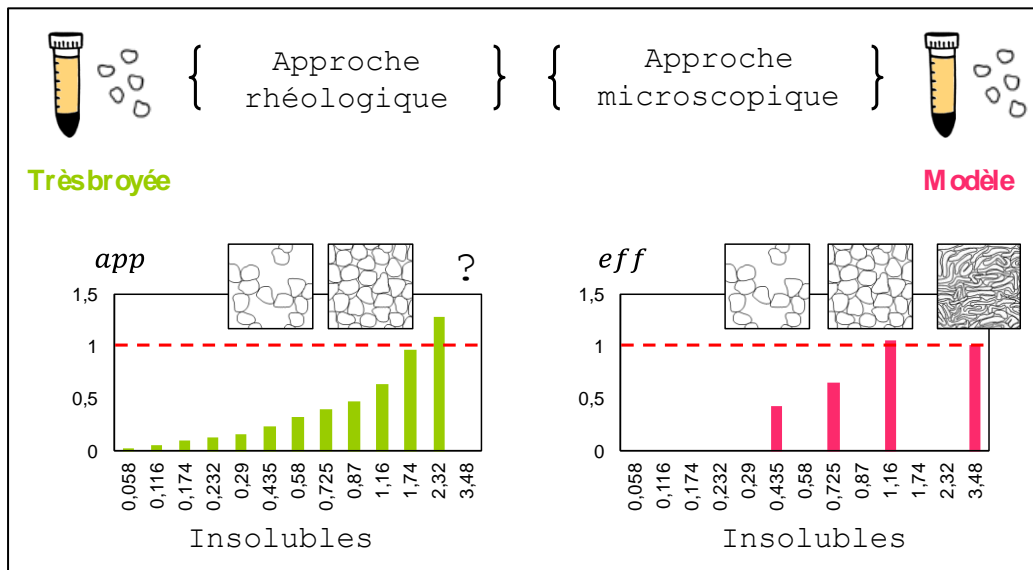 { Approche rhéologique }
{ Approche microscopique }
Trèsbroyée
Modèle
app
?
1,5
1
0,5
0
0,058 0,116 0,174 0,232 0,29 0,435 0,58 0,725 0,87 1,16 1,74 2,32 3,48
Insolubles
eff
1,5
1
0,5
0
0,058 0,116 0,174 0,232 0,29 0,435 0,58 0,725 0,87 1,16 1,74 2,32 3,48
Insolubles